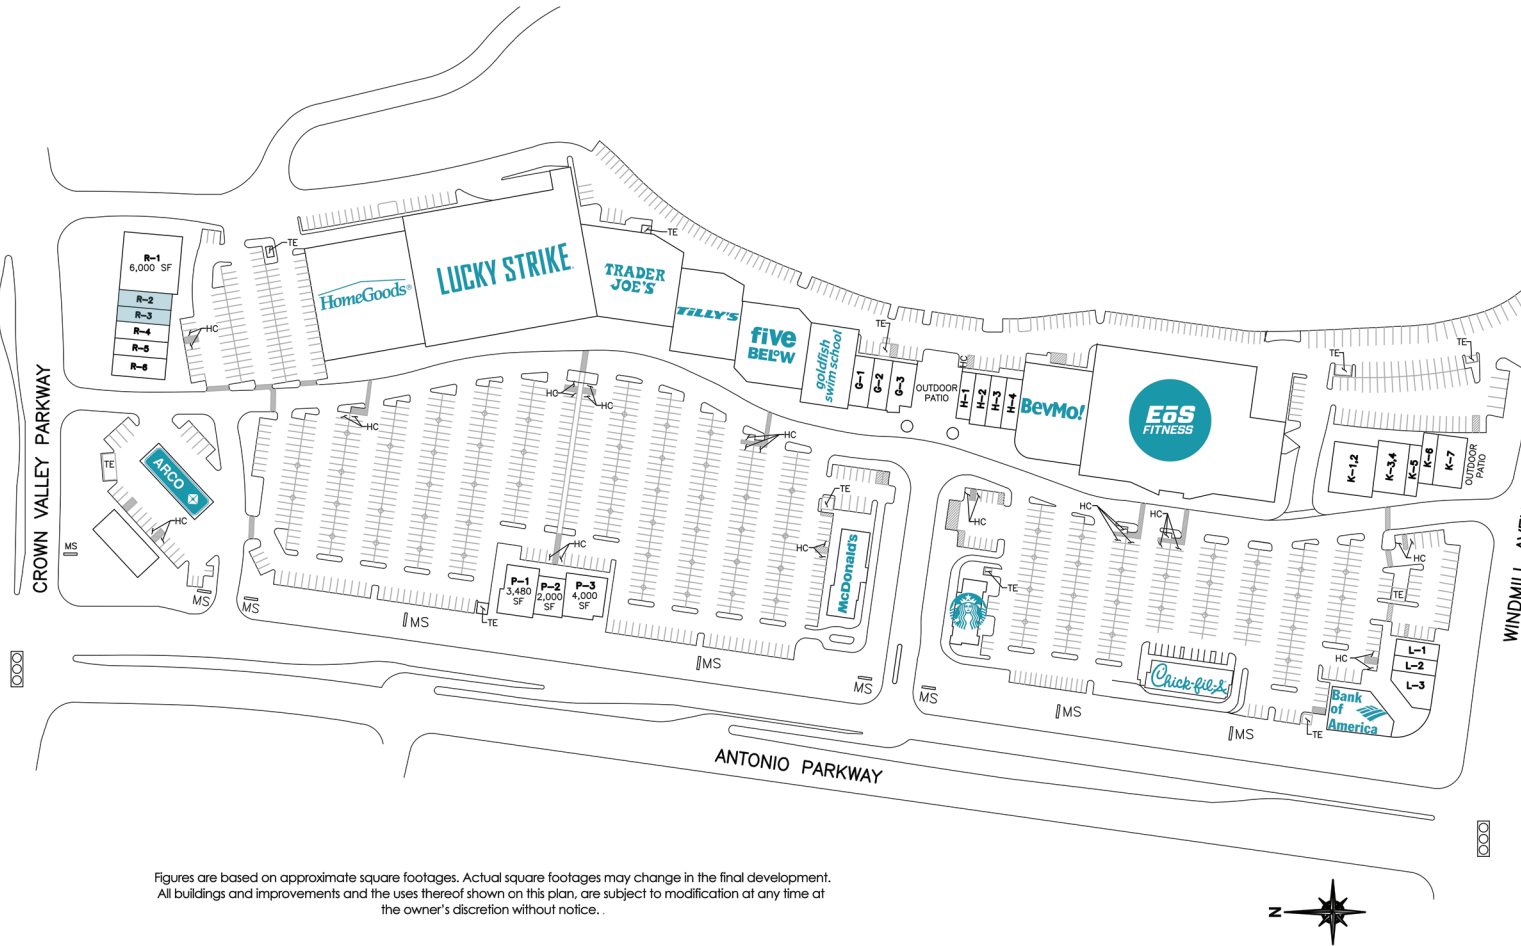 R-1
6,000 SF
R-2
R-3
R-4
R-5
R-6
HC
TE
HomeGoods®
LUCKY STRIKE
TRADER
JOE'S
TE
TILLY'S
five
BELOW
goldfish
swim school
TE
G-1
G-2
G-3
OUTDOOR
PATIO
HC
H-1
H-2
H-3
H-4
BevMo!
EōS
FITNESS
TE
TE
K-1,2
K-3,4
K-5
K-6
K-7
OUTDOOR
PATIO
CROWN VALLEY PARKWAY
TE
ARCO
HC
MS
MS
MS
HC
HC
HC
HC
TE
HC
McDonald's
HC
P-1
3,480
SF
P-2
2,000
SF
P-3
4,000
SF
TE
MS
MS
MS
HC
HC
HC
TE
HC
TE
HC
L-1
L-2
L-3
Chick-fil-A
Bank
of
America
TE
MS
MS
MS
WINDMILL
ANTONIO PARKWAY
Figures are based on approximate square footages. Actual square footages may change in the final development.
All buildings and improvements and the uses thereof shown on this plan, are subject to modification at any time at
the owner's discretion without notice. .
N